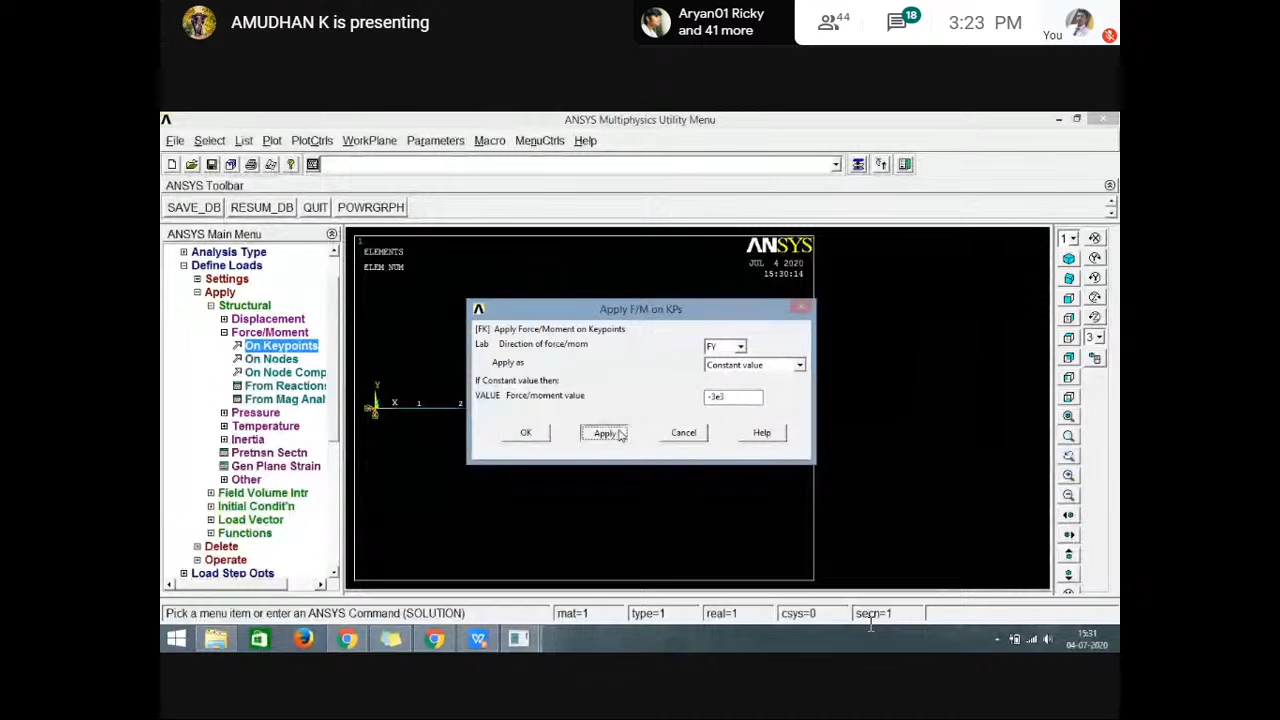 AMUDHAN K is presenting
Aryan01 Ricky
and 41 more
44
18
3:23 PM
You
ANSYS Multiphysics Utility Menu
File Select List Plot PlotCtrls WorkPlane Parameters Macro MenuCtrls Help
ANSYS Toolbar
SAVE_DB RESUM_DB QUIT POWRGRPH
ANSYS Main Menu
Analysis Type
Define Loads
Settings
Apply
Structural
Displacement
Force/Moment
On Keypoints
On Nodes
On Node Comp
From Reactions
From Mag Anal
Pressure
Temperature
Inertia
Pretnsn Sectn
Gen Plane Strain
Other
Field Volume Intr
Initial Condit'n
Load Vector
Functions
Delete
Operate
Load Step Opts
1
ELEMENTS
ELEM NUM
ANSYS
JUL 4 2020
15:30:14
Y
X 1 2
Apply F/M on KPs
[FK] Apply Force/Moment on Keypoints
Lab Direction of force/mom FY
Apply as Constant value
If Constant value then:
VALUE Force/moment value -3e3
OK Apply Cancel Help
1
3
Pick a menu item or enter an ANSYS Command (SOLUTION) mat=1 type=1 real=1 csys=0 secn=1
15:31
04-07-2020